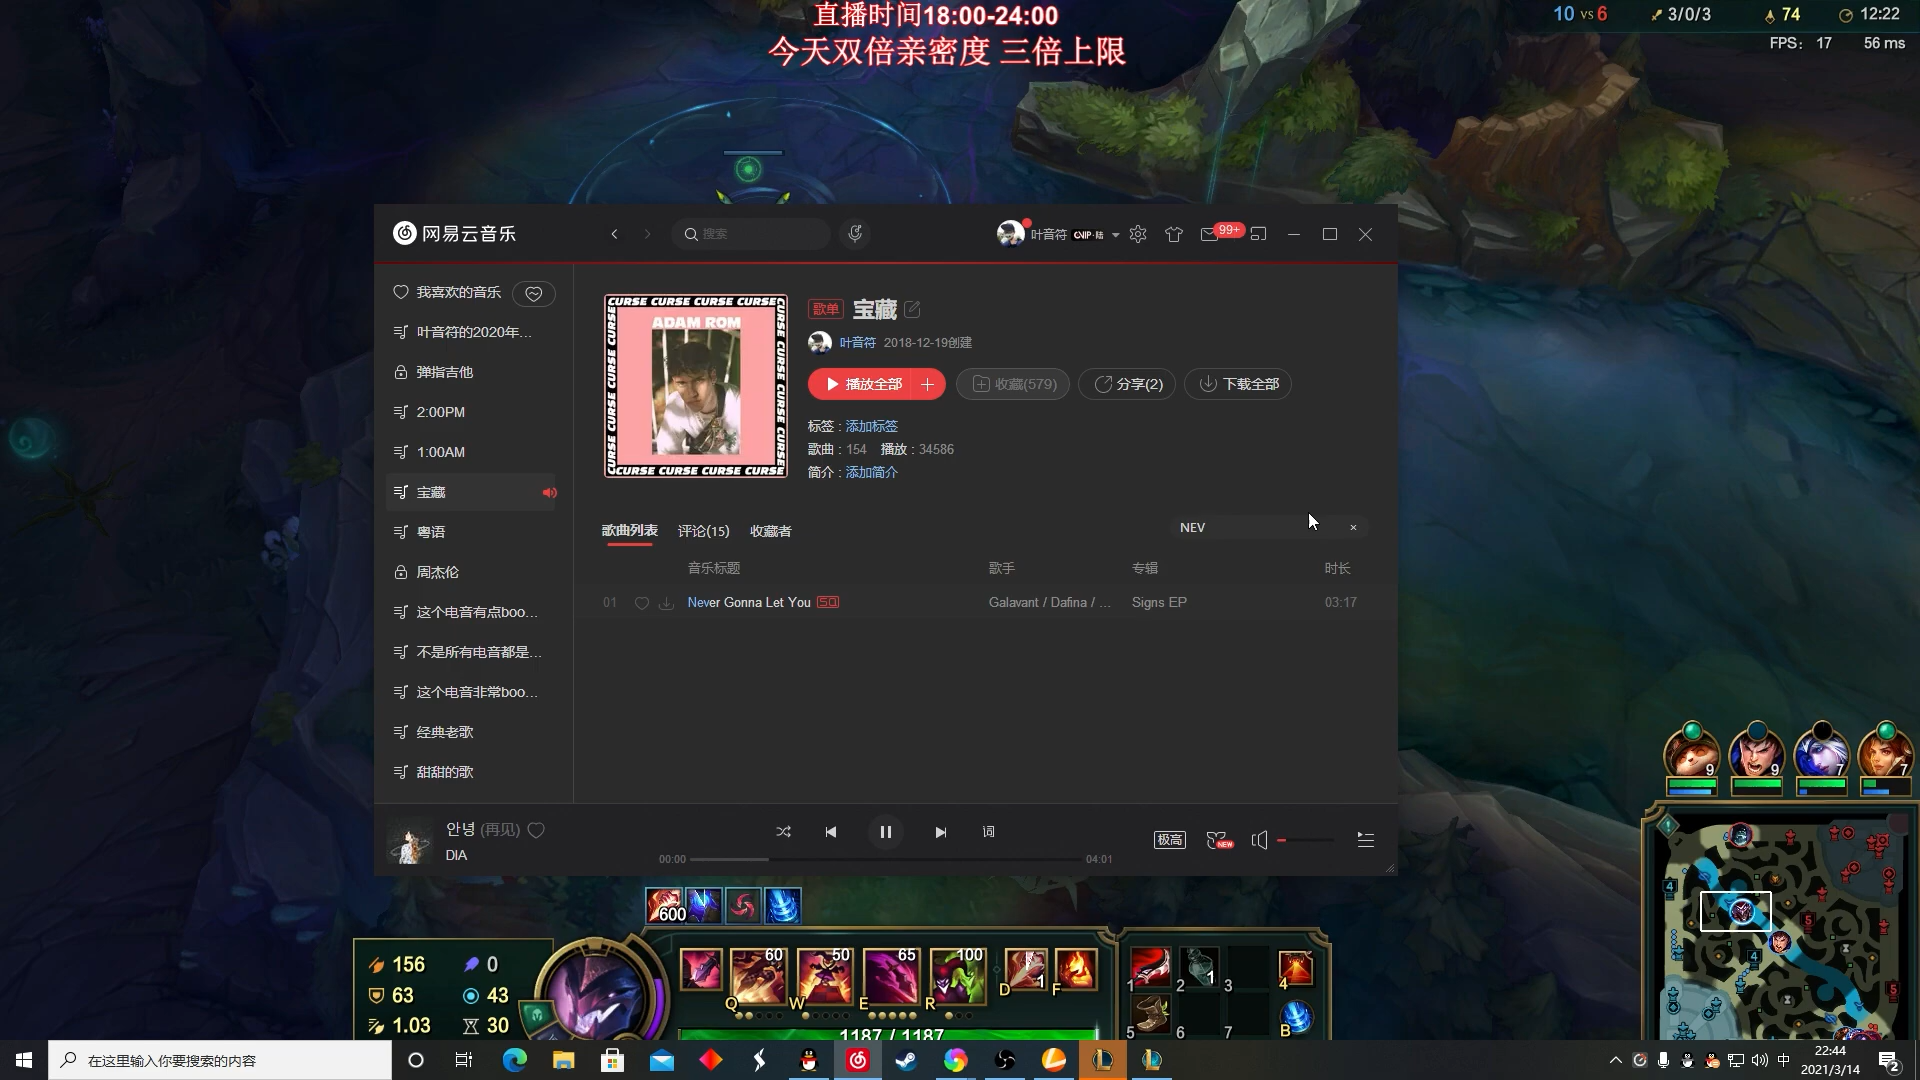 直播时间18:00-24:00
今天双倍亲密度 三倍上限
10 vs 6
3/0/3
74
12:22
FPS: 17
56 ms
网易云音乐
搜索
叶音符
99+
我喜欢的音乐
叶音符的2020年...
弹指吉他
2:00PM
1:00AM
宝藏
粤语
周杰伦
这个电音有点boo...
不是所有电音都是...
这个电音非常boo...
经典老歌
甜甜的歌
CURSE CURSE CURSE CURSE
ADAM ROM
CURSE CURSE CURSE CURSE
歌单
宝藏
叶音符 2018-12-19创建
播放全部
收藏(579)
分享(2)
下载全部
标签：添加标签
歌曲：154 播放：34586
简介：添加简介
歌曲列表 评论(15) 收藏者
NEV
音乐标题 歌手 专辑 时长
01 Never Gonna Let You SQ Galavant / Dafina / ... Signs EP 03:17
안녕 (再见)
DIA
00:00
04:01
词
极高
NEW
9 9 7 7
600
156 0
63 43
1.03 30
60 50 65 100
Q W E R
D 1 F
1187 / 1187
1 2 1 3 4
5 6 7 B
4
4
5
5
在这里输入你要搜索的内容
中
22:44
2021/3/14
2